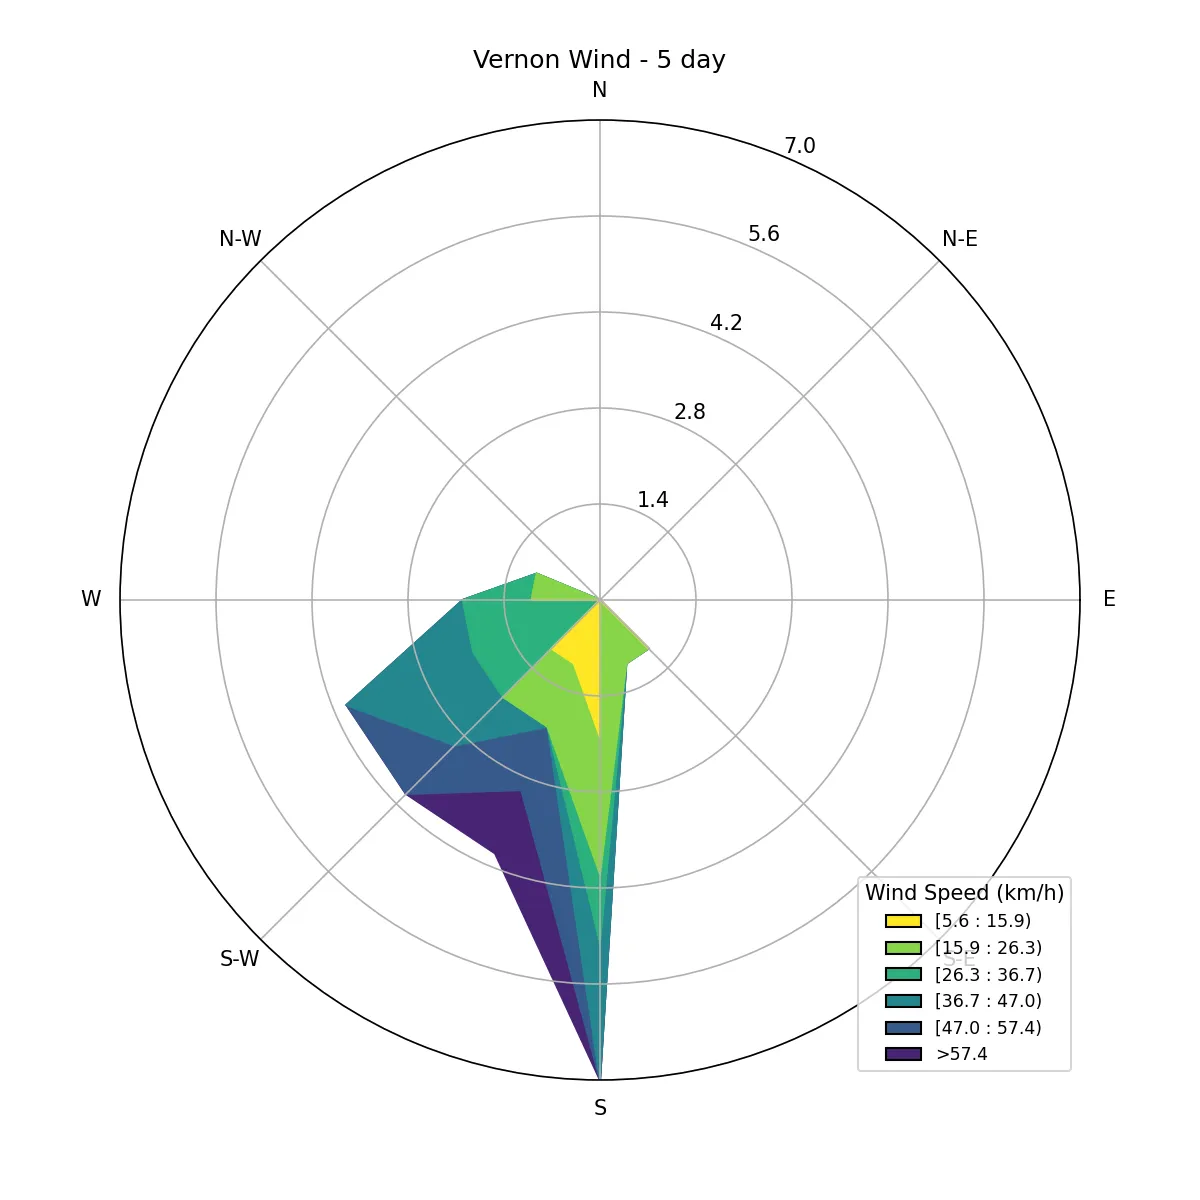 Vernon Wind - 5 day
N
7.0
N-W
5.6
N-E
4.2
2.8
1.4
W
E
Wind Speed (km/h)
[5.6 : 15.9)
[15.9 : 26.3)
S-W
S-E
[26.3 : 36.7)
[36.7 : 47.0)
[47.0 : 57.4)
>57.4
S